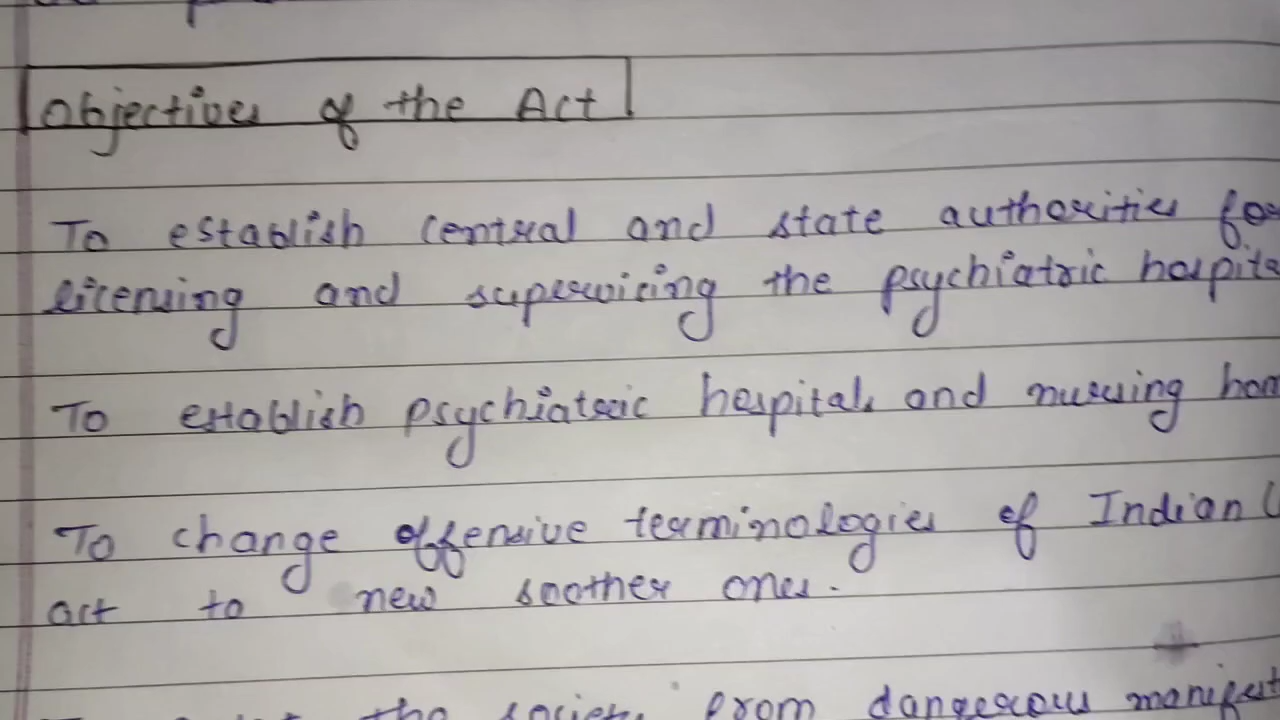 Objectives of the Act
To establish central and state authorities for
licensing and supervicing the psychiatric hospita
To establish psychiatric hospitals and nursing hom
To change offensive terminologies of Indian
act to new soother ones.
the society from dangerous manifest